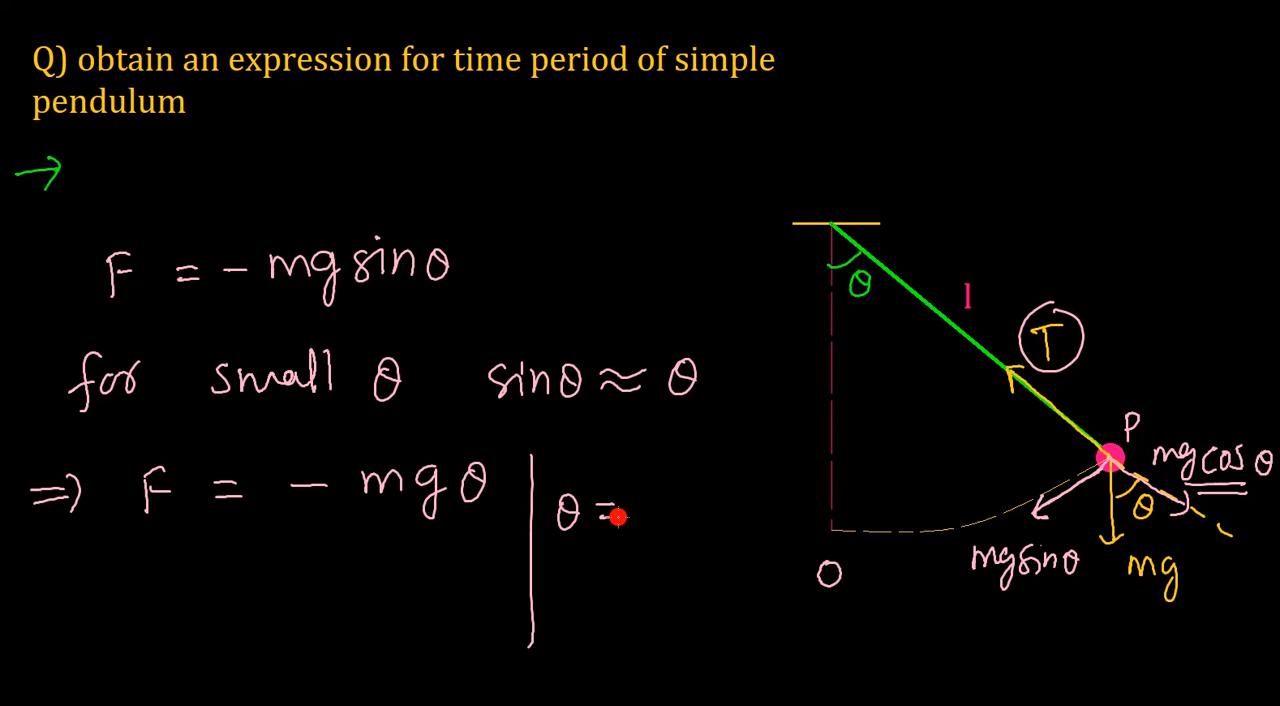 Q) obtain an expression for time period of simple
pendulum
→
F = - mg sinθ
for small θ sinθ ≈ θ
⇒ F = - mgθ
θ =
θ
l
T
P
mg cosθ
θ
mg sinθ
mg
O